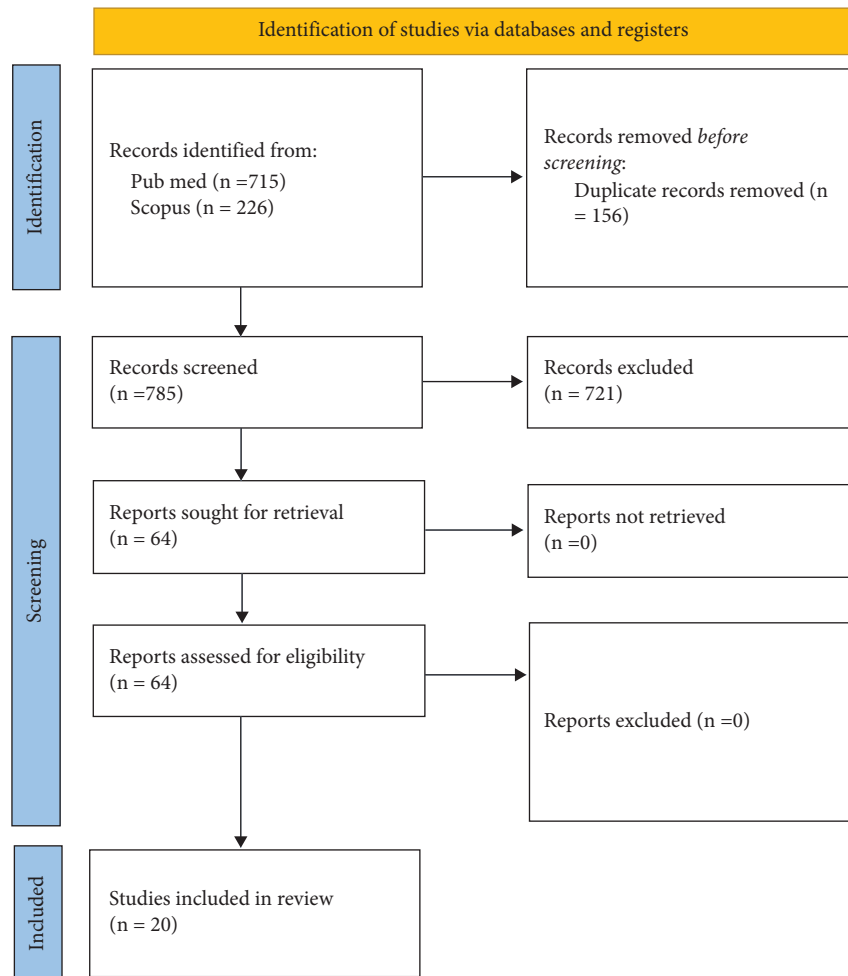 Identification of studies via databases and registers
Identification
Records identified from:
Pub med (n =715)
Scopus (n = 226)
Records removed before
screening:
Duplicate records removed (n
= 156)
Screening
Records screened
(n =785)
Records excluded
(n = 721)
Reports sought for retrieval
(n = 64)
Reports not retrieved
(n =0)
Reports assessed for eligibility
(n = 64)
Reports excluded (n =0)
Included
Studies included in review
(n = 20)